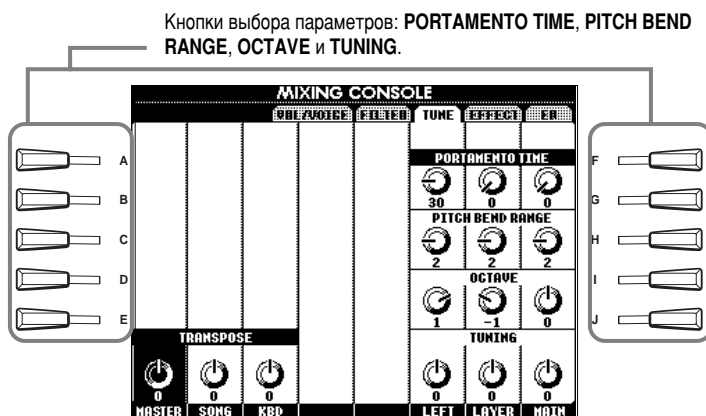 Кнопки выбора параметров: PORTAMENTO TIME, PITCH BEND
RANGE, OCTAVE и TUNING.
MIXING CONSOLE
VOL/VOICE FILTER TUNE EFFECT EQ
A
B
C
D
E
F
G
H
I
J
PORTAMENTO TIME
30 0 0
PITCH BEND RANGE
2 2 2
OCTAVE
1 -1 0
TRANSPOSE
TUNING
0 0 0 0 0 0
MASTER SONG KBD LEFT LAYER MAIN